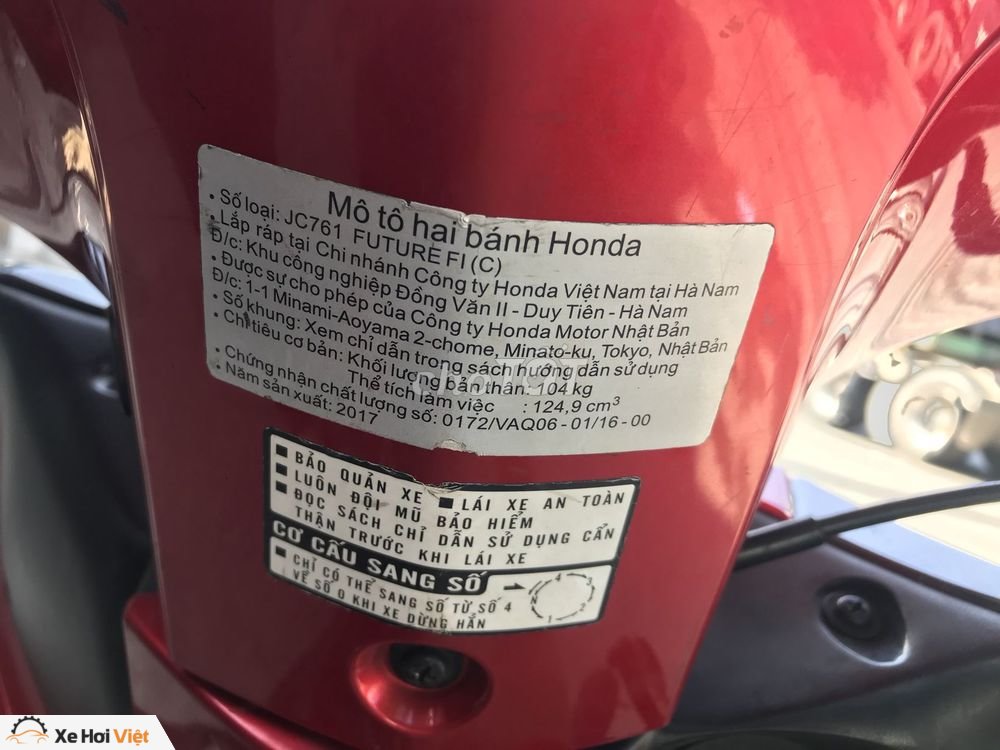 Mô tô hai bánh Honda
• Số loại: JC761 FUTURE FI (C)
• Lắp ráp tại Chi nhánh Công ty Honda Việt Nam tại Hà Nam
Đ/c: Khu công nghiệp Đồng Văn II - Duy Tiên - Hà Nam
• Được sự cho phép của Công ty Honda Motor Nhật Bản
Đ/c: 1-1 Minami-Aoyama 2-chome, Minato-ku, Tokyo, Nhật Bản
• Số khung: Xem chỉ dẫn trong sách hướng dẫn sử dụng
• Chỉ tiêu cơ bản: Khối lượng bản thân: 104 kg
Thể tích làm việc : 124,9 cm³
• Chứng nhận chất lượng số: 0172/VAQ06 - 01/16 - 00
• Năm sản xuất: 2017
■ BẢO QUẢN XE ■ LÁI XE AN TOÀN
■ LUÔN ĐỘI MŨ BẢO HIỂM
■ ĐỌC SÁCH CHỈ DẪN SỬ DỤNG CẨN
THẬN TRƯỚC KHI LÁI XE
CƠ CẤU SANG SỐ
■ CHỈ CÓ THỂ SANG SỐ TỪ SỐ 4
VỀ SỐ 0 KHI XE DỪNG HẲN
N 1 2 3 4
Xe Hơi Việt